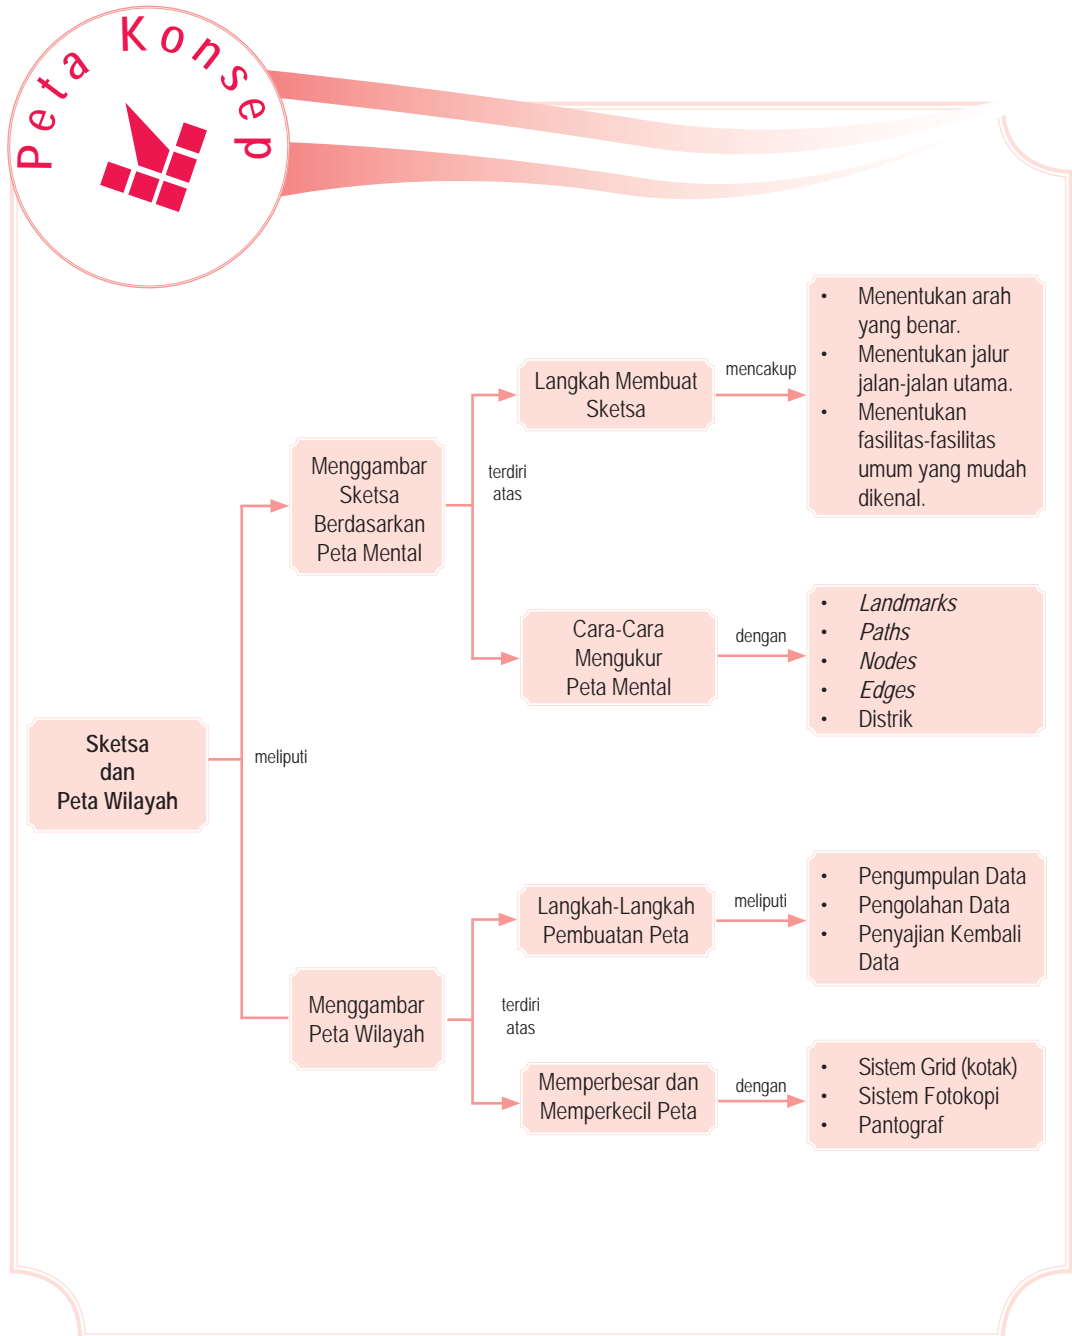 Peta Konsep
Sketsa
dan
Peta Wilayah
meliputi
Menggambar
Sketsa
Berdasarkan
Peta Mental
terdiri
atas
Langkah Membuat
Sketsa
mencakup
• Menentukan arah
yang benar.
• Menentukan jalur
jalan-jalan utama.
• Menentukan
fasilitas-fasilitas
umum yang mudah
dikenal.
Cara-Cara
Mengukur
Peta Mental
dengan
• Landmarks
• Paths
• Nodes
• Edges
• Distrik
Menggambar
Peta Wilayah
terdiri
atas
Langkah-Langkah
Pembuatan Peta
meliputi
• Pengumpulan Data
• Pengolahan Data
• Penyajian Kembali
Data
Memperbesar dan
Memperkecil Peta
dengan
• Sistem Grid (kotak)
• Sistem Fotokopi
• Pantograf